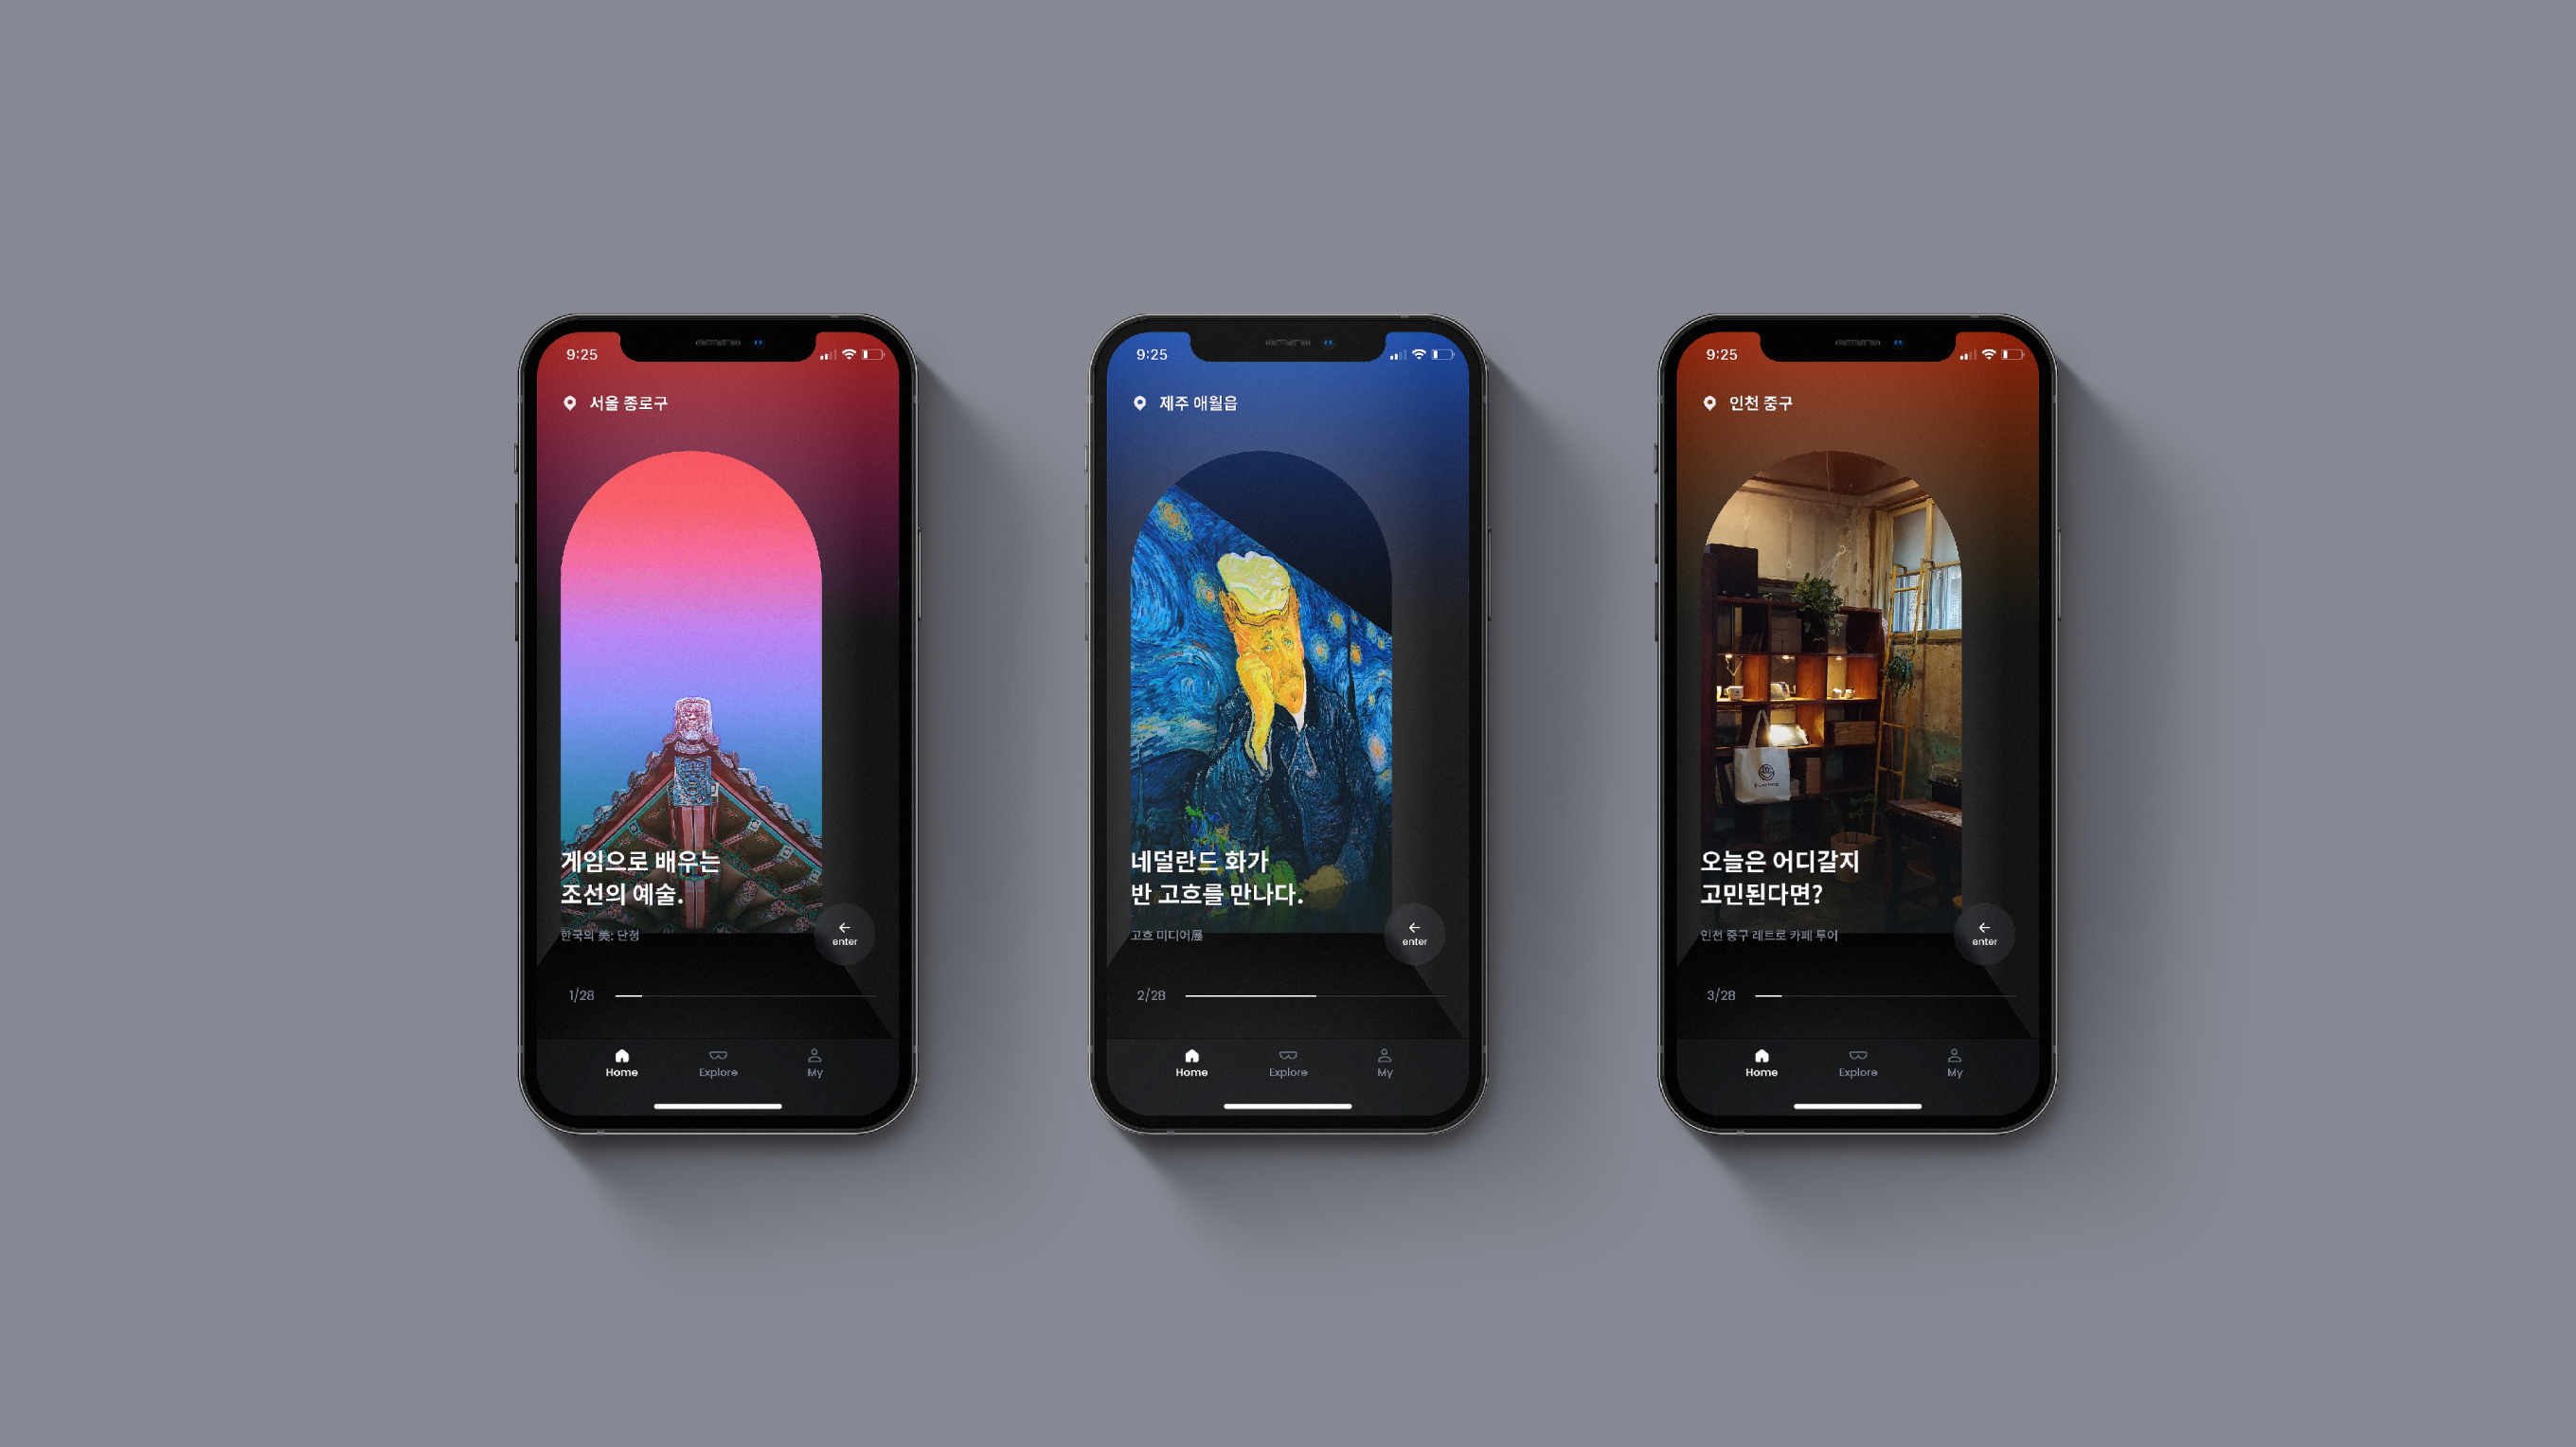 9:25
서울 종로구
게임으로 배우는
조선의 예술.
한국의 美: 단청
enter
1/28
Home Explore My
9:25
제주 애월읍
네덜란드 화가
반 고흐를 만나다.
고흐 미디어展
enter
2/28
Home Explore My
9:25
인천 중구
오늘은 어디갈지
고민된다면?
인천 중구 레트로 카페 투어
enter
3/28
Home Explore My